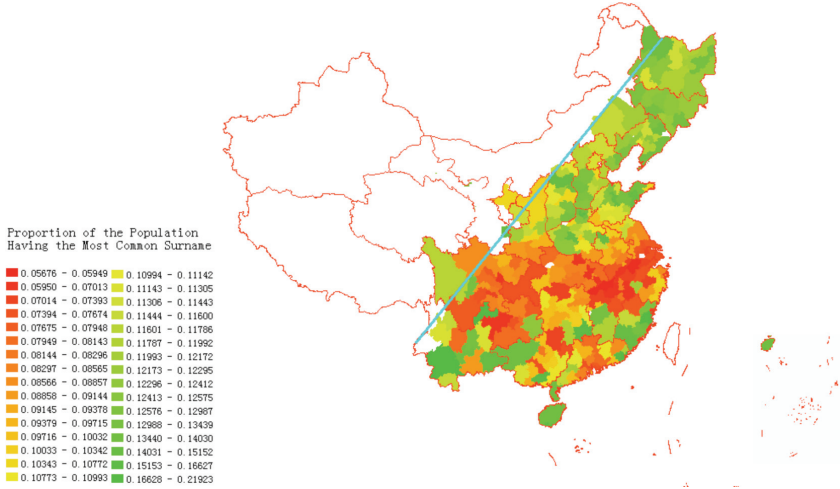 Proportion of the Population
Having the Most Common Surname
0.05676 - 0.05949 0.10994 - 0.11142
0.05950 - 0.07013 0.11143 - 0.11305
0.07014 - 0.07393 0.11306 - 0.11443
0.07394 - 0.07674 0.11444 - 0.11600
0.07675 - 0.07948 0.11601 - 0.11786
0.07949 - 0.08143 0.11787 - 0.11992
0.08144 - 0.08296 0.11993 - 0.12172
0.08297 - 0.08565 0.12173 - 0.12295
0.08566 - 0.08857 0.12296 - 0.12412
0.08858 - 0.09144 0.12413 - 0.12575
0.09145 - 0.09378 0.12576 - 0.12987
0.09379 - 0.09715 0.12988 - 0.13439
0.09716 - 0.10032 0.13440 - 0.14030
0.10033 - 0.10342 0.14031 - 0.15152
0.10343 - 0.10772 0.15153 - 0.16627
0.10773 - 0.10993 0.16628 - 0.21923